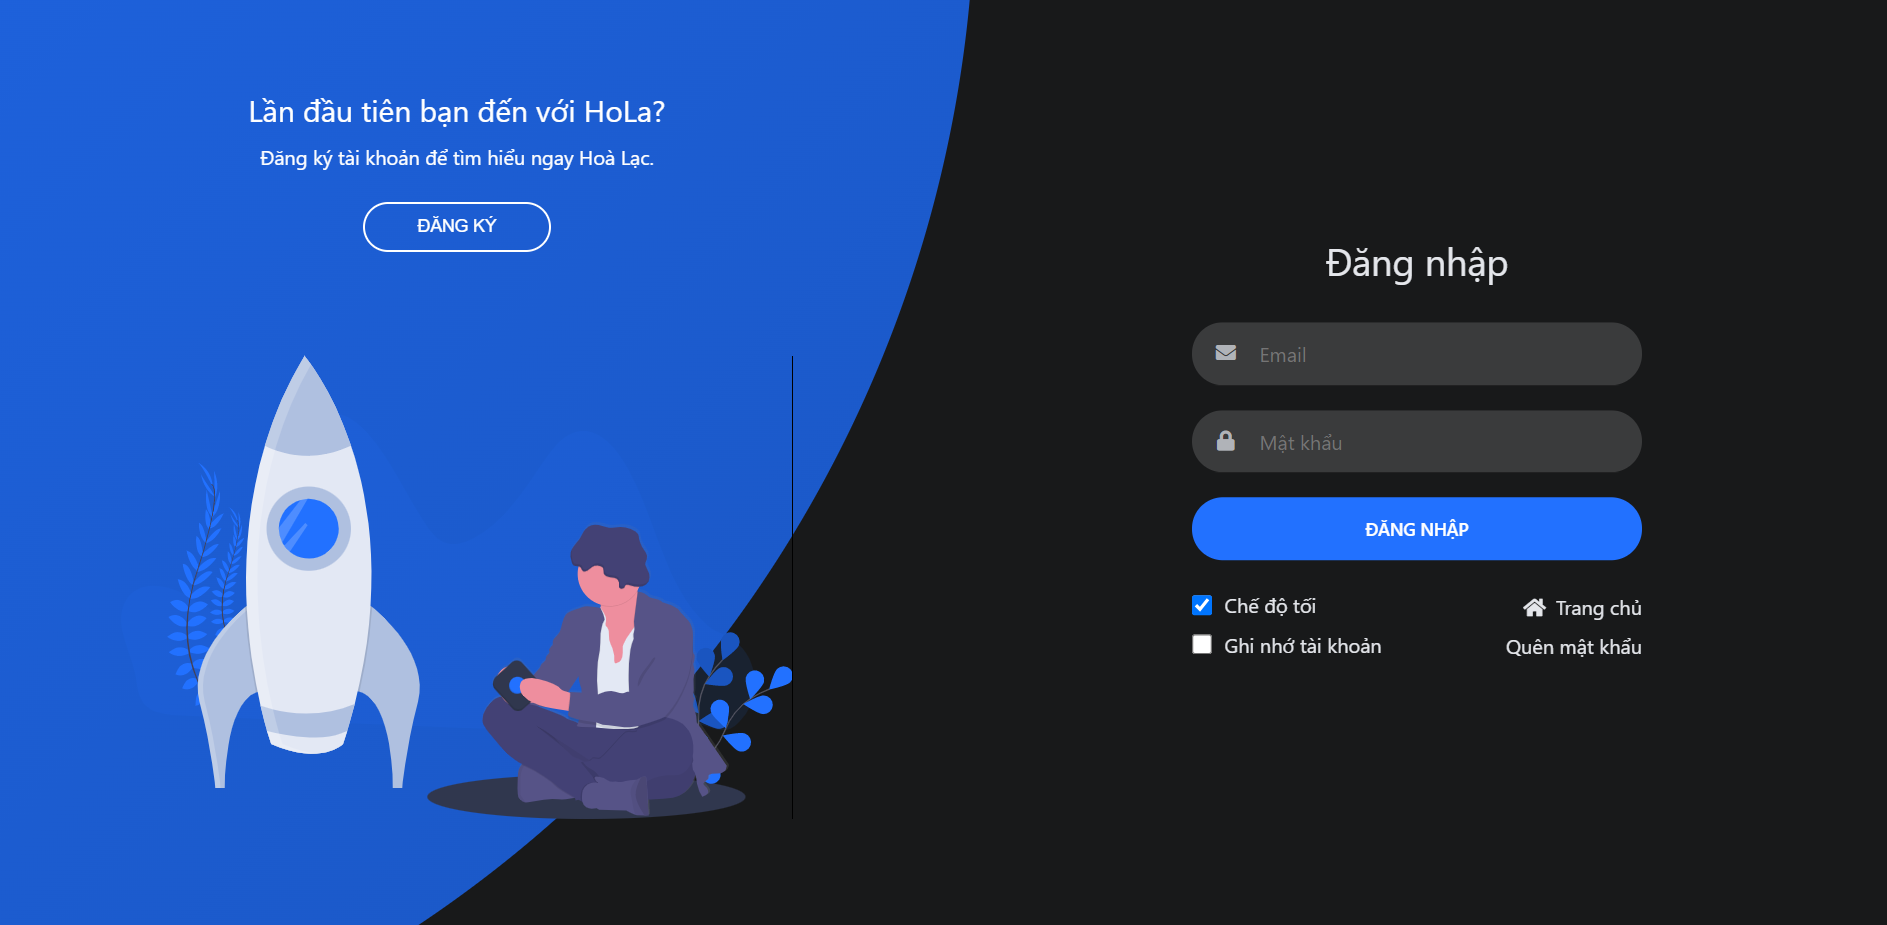 Lần đầu tiên bạn đến với HoLa?
Đăng ký tài khoản để tìm hiểu ngay Hoà Lạc.
ĐĂNG KÝ
Đăng nhập
Email
Mật khẩu
ĐĂNG NHẬP
Chế độ tối
Trang chủ
Ghi nhớ tài khoản
Quên mật khẩu